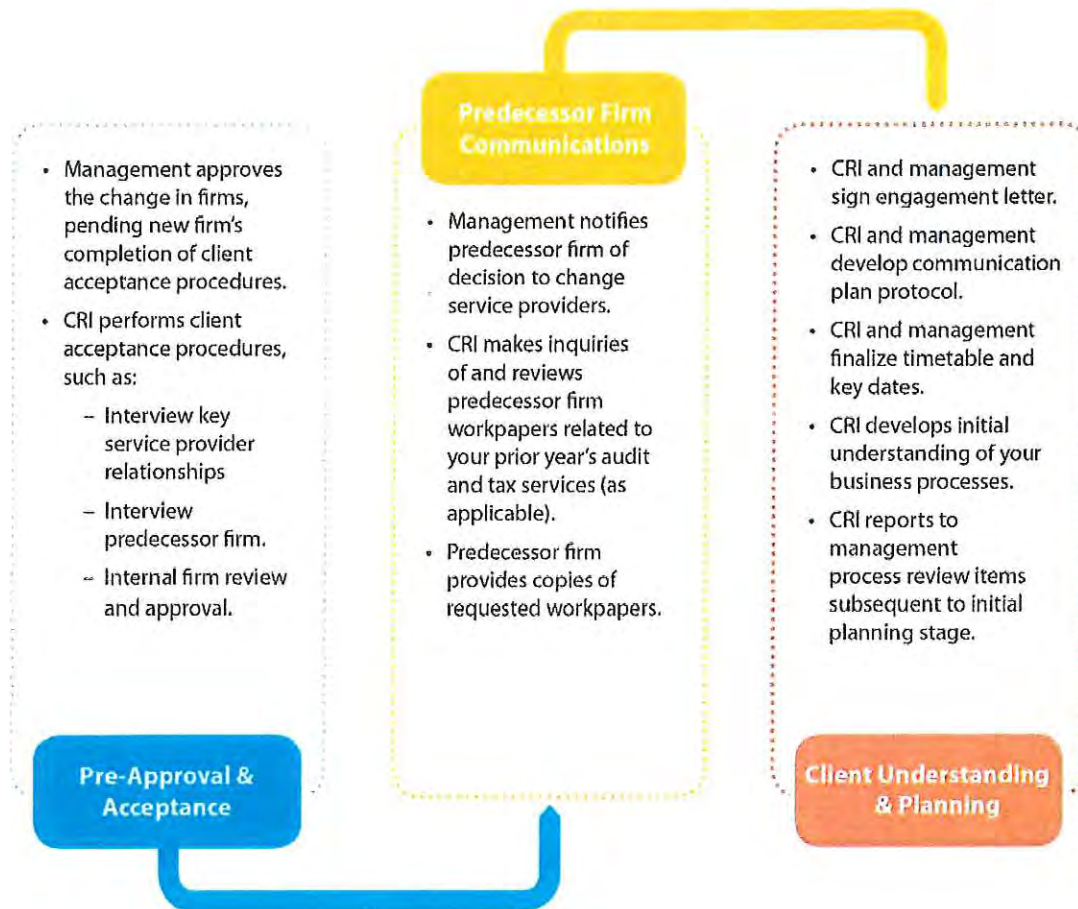 • Management approves
the change in firms,
pending new firm's
completion of client
acceptance procedures.
• CRI performs client
acceptance procedures,
such as:
– Interview key
service provider
relationships
– Interview
predecessor firm.
– Internal firm review
and approval.
Pre-Approval &
Acceptance
Predecessor Firm
Communications
• Management notifies
predecessor firm of
decision to change
service providers.
• CRI makes inquiries
of and reviews
predecessor firm
workpapers related to
your prior year's audit
and tax services (as
applicable).
• Predecessor firm
provides copies of
requested workpapers.
• CRI and management
sign engagement letter.
• CRI and management
develop communication
plan protocol.
• CRI and management
finalize timetable and
key dates.
• CRI develops initial
understanding of your
business processes.
• CRI reports to
management
process review items
subsequent to initial
planning stage.
Client Understanding
& Planning